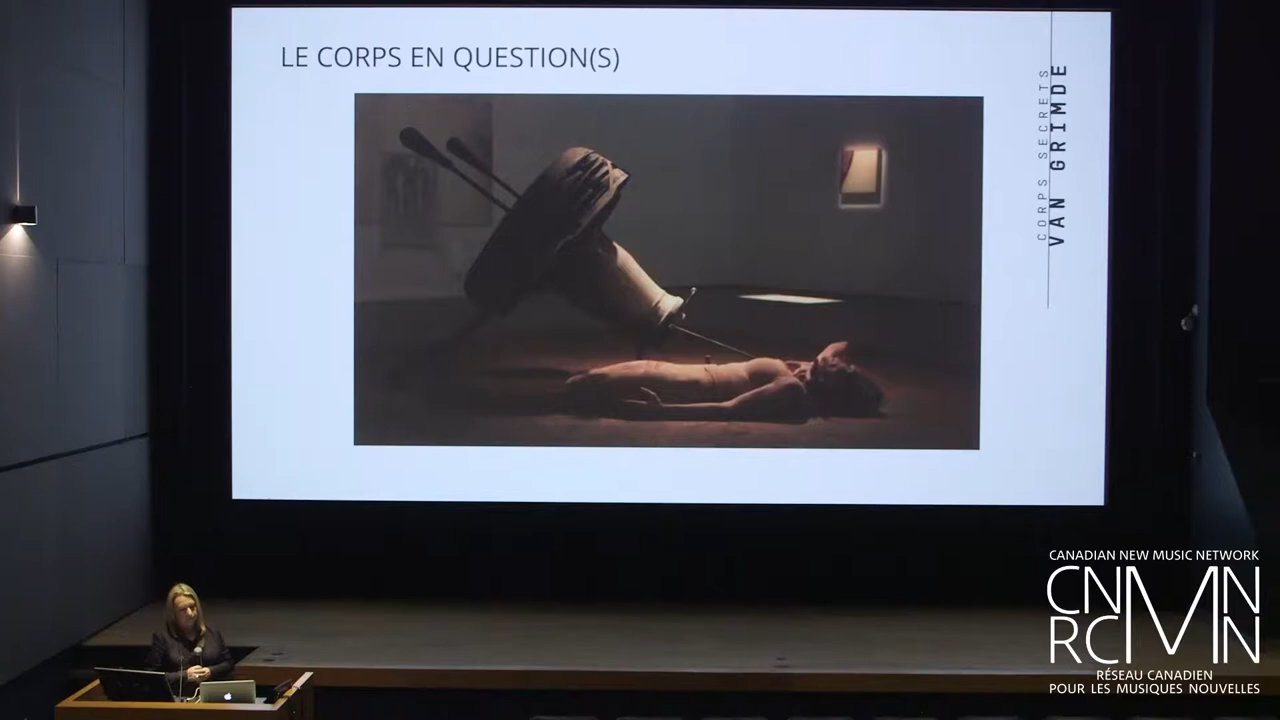 LE CORPS EN QUESTION(S)
CORPS SECRETS
VAN GRIMDE
CANADIAN NEW MUSIC NETWORK
CNMN
RCMN
RÉSEAU CANADIEN
POUR LES MUSIQUES NOUVELLES